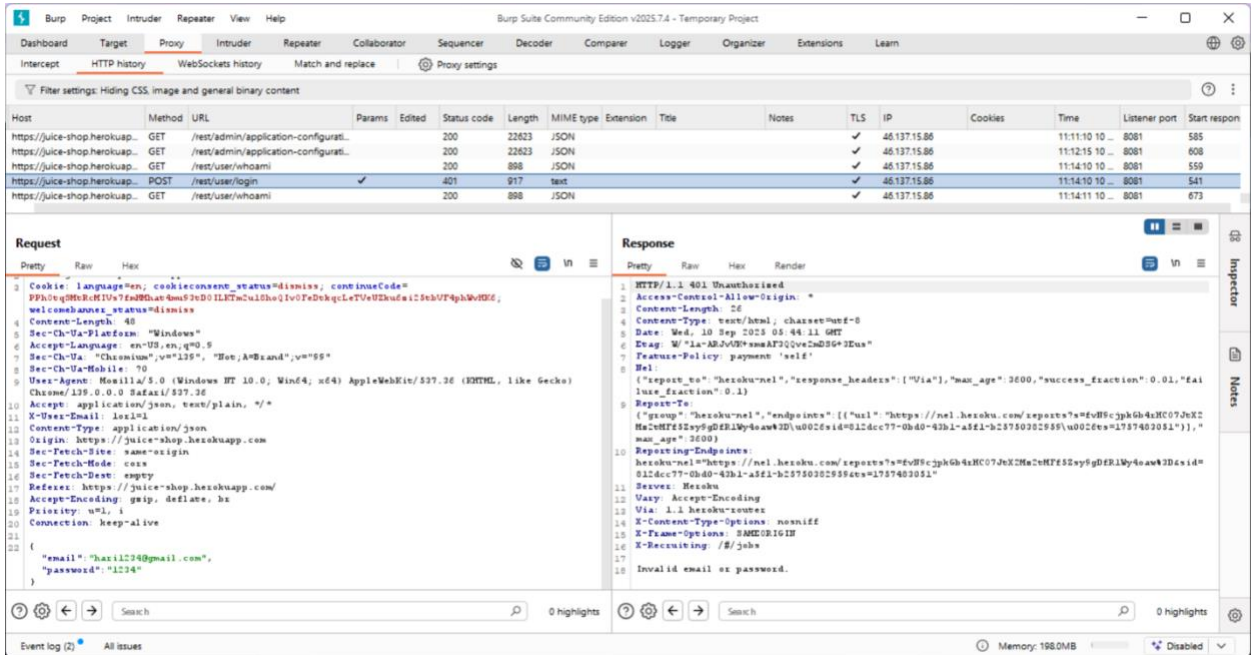 Burp Project Intruder Repeater View Help Burp Suite Community Edition v2025.7.4 - Temporary Project
Dashboard Target Proxy Intruder Repeater Collaborator Sequencer Decoder Comparer Logger Organizer Extensions Learn
Intercept HTTP history WebSockets history Match and replace Proxy settings
Filter settings: Hiding CSS, image and general binary content
Host Method URL Params Edited Status code Length MIME type Extension Title Notes TLS IP Cookies Time Listener port Start respon
https://juice-shop.herokuap... GET /rest/admin/application-configurati... 200 22623 JSON ✓ 46.137.15.86 11:11:10 10 ... 8081 585
https://juice-shop.herokuap... GET /rest/admin/application-configurati... 200 22623 JSON ✓ 46.137.15.86 11:12:15 10 ... 8081 608
https://juice-shop.herokuap... GET /rest/user/whoami 200 898 JSON ✓ 46.137.15.86 11:14:10 10 ... 8081 559
https://juice-shop.herokuap... POST /rest/user/login ✓ 401 917 text ✓ 46.137.15.86 11:14:10 10 ... 8081 541
https://juice-shop.herokuap... GET /rest/user/whoami 200 898 JSON ✓ 46.137.15.86 11:14:11 10 ... 8081 673
Request
Pretty Raw Hex
\n
3 Cookie: language=en; cookieconsent_status=dismiss; continueCode=
welcomebanner_status=dismiss
4 Content-Length: 48
5 Sec-Ch-Ua-Platform: "Windows"
6 Accept-Language: en-US,en;q=0.9
7 Sec-Ch-Ua: "Chromium";v="139", "Not;A=Brand";v="99"
8 Sec-Ch-Ua-Mobile: ?0
9 User-Agent: Mozilla/5.0 (Windows NT 10.0; Win64; x64) AppleWebKit/537.36 (KHTML, like Gecko)
Chrome/139.0.0.0 Safari/537.36
10 Accept: application/json, text/plain, */*
11 X-User-Email: 1or1=1
12 Content-Type: application/json
13 Origin: https://juice-shop.herokuapp.com
14 Sec-Fetch-Site: same-origin
15 Sec-Fetch-Mode: cors
16 Sec-Fetch-Dest: empty
17 Referer: https://juice-shop.herokuapp.com/
18 Accept-Encoding: gzip, deflate, br
19 Priority: u=1, i
20 Connection: keep-alive
21
22 {
"email":"hari1234@gmail.com",
"password":"1234"
}
Search 0 highlights
Response
Pretty Raw Hex Render
\n
1 HTTP/1.1 401 Unauthorized
2 Access-Control-Allow-Origin: *
3 Content-Length: 26
4 Content-Type: text/html; charset=utf-8
5 Date: Wed, 10 Sep 2025 05:44:11 GMT
6 Etag:
7 Feature-Policy: payment 'self'
8 Nel:
{"report_to":"heroku-nel","response_headers":["Via"],"max_age":3600,"success_fraction":0.01,"fai
lure_fraction":0.1}
9 Report-To:
{"group":"heroku-nel","endpoints":[{"url":
max_age":3600}
10 Reporting-Endpoints:
11 Server: Heroku
12 Vary: Accept-Encoding
13 Via: 1.1 heroku-router
14 X-Content-Type-Options: nosniff
15 X-Frame-Options: SAMEORIGIN
16 X-Recruiting: /#/jobs
17
18 Invalid email or password.
Search 0 highlights
Inspector
Notes
Event log (2) All issues Memory: 198.0MB Disabled